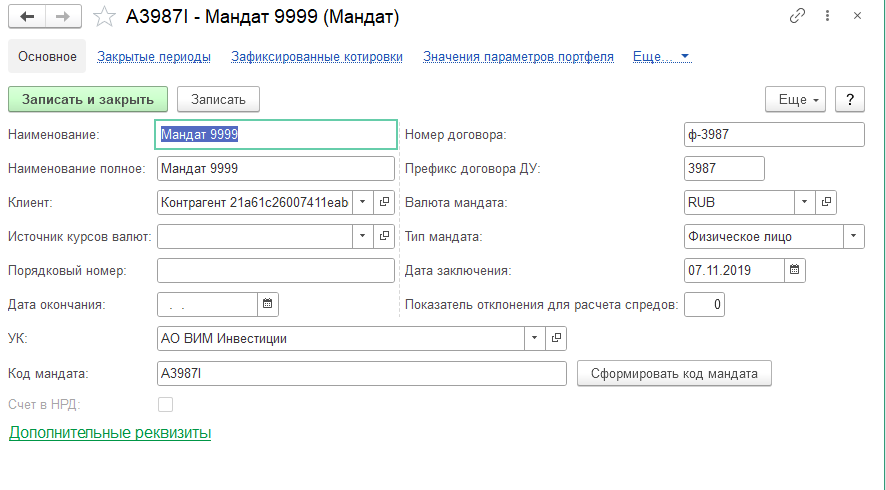 A3987I - Мандат 9999 (Мандат)
Основное Закрытые периоды Зафиксированные котировки Значения параметров портфеля Еще...
Записать и закрыть Записать Еще ?
Наименование: Мандат 9999 Номер договора: ф-3987
Наименование полное: Мандат 9999 Префикс договора ДУ: 3987
Клиент: Контрагент 21a61c26007411eab Валюта мандата: RUB
Источник курсов валют: Тип мандата: Физическое лицо
Порядковый номер: Дата заключения: 07.11.2019
Дата окончания: . . Показатель отклонения для расчета спредов: 0
УК: АО ВИМ Инвестиции
Код мандата: A3987I Сформировать код мандата
Счет в НРД:
Дополнительные реквизиты